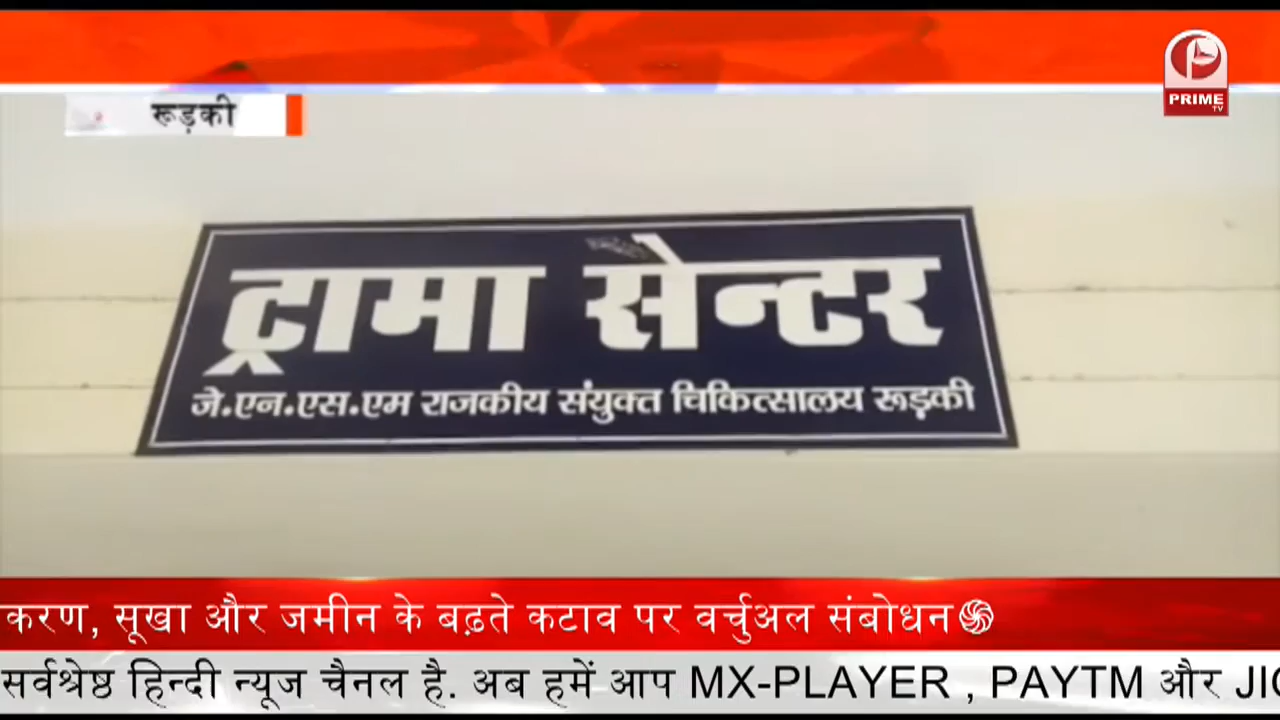 PRIME
TV
रूड़की
ट्रामा सेन्टर
जे.एन.एस.एम राजकीय संयुक्त चिकित्सालय रूड़की
करण, सूखा और जमीन के बढ़ते कटाव पर वर्चुअल संबोधन
सर्वश्रेष्ठ हिन्दी न्यूज चैनल है. अब हमें आप MX-PLAYER , PAYTM और